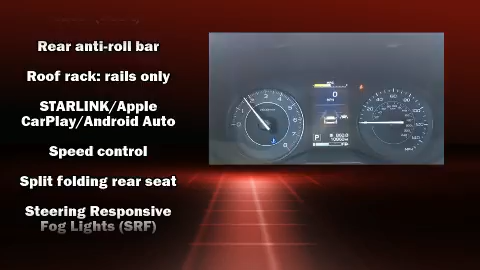 Rear anti-roll bar
Roof rack: rails only
STARLINK/Apple
CarPlay/Android Auto
Speed control
Split folding rear seat
Steering Responsive
Fog Lights (SRF)
0
P